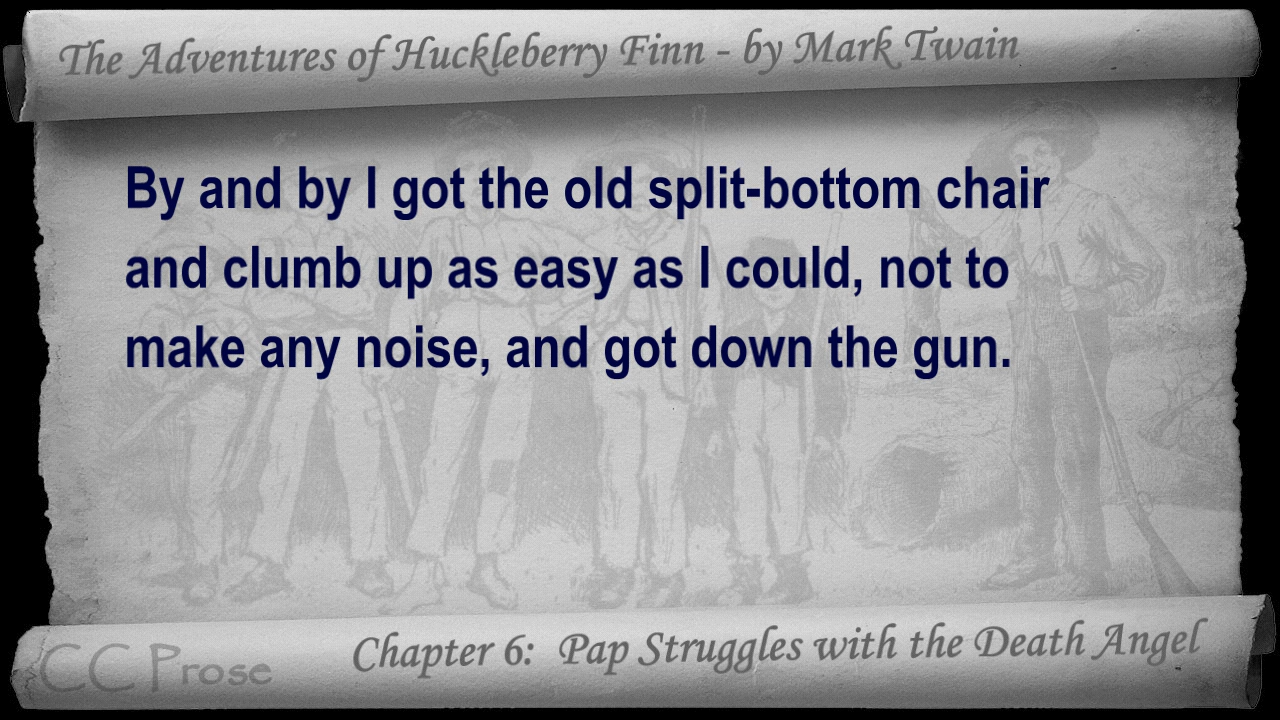 The Adventures of Huckleberry Finn - by Mark Twain
By and by I got the old split-bottom chair
and clumb up as easy as I could, not to
make any noise, and got down the gun.
CC Prose
Chapter 6: Pap Struggles with the Death Angel